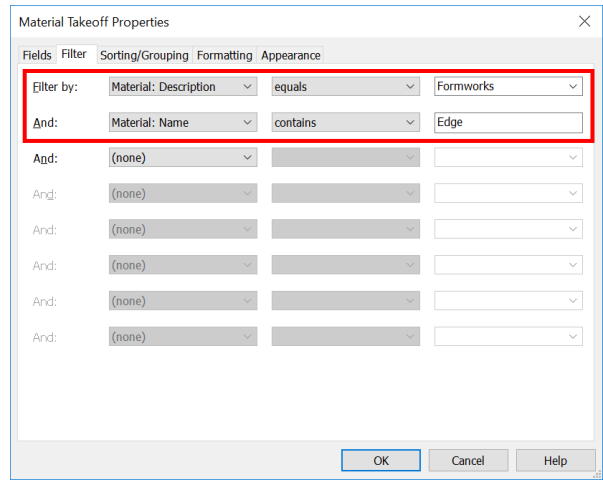 Material Takeoff Properties
Fields Filter Sorting/Grouping Formatting Appearance
Filter by: Material: Description equals Formworks
And: Material: Name contains Edge
And: (none)
And: (none)
And: (none)
And: (none)
And: (none)
And: (none)
OK Cancel Help